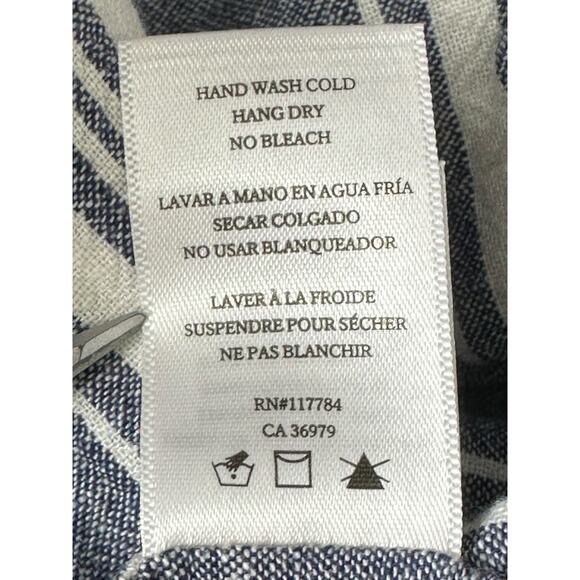 HAND WASH COLD
HANG DRY
NO BLEACH
LAVAR A MANO EN AGUA FRÍA
SECAR COLGADO
NO USAR BLANQUEADOR
LAVER À LA FROIDE
SUSPENDRE POUR SÉCHER
NE PAS BLANCHIR
RN#117784
CA 36979